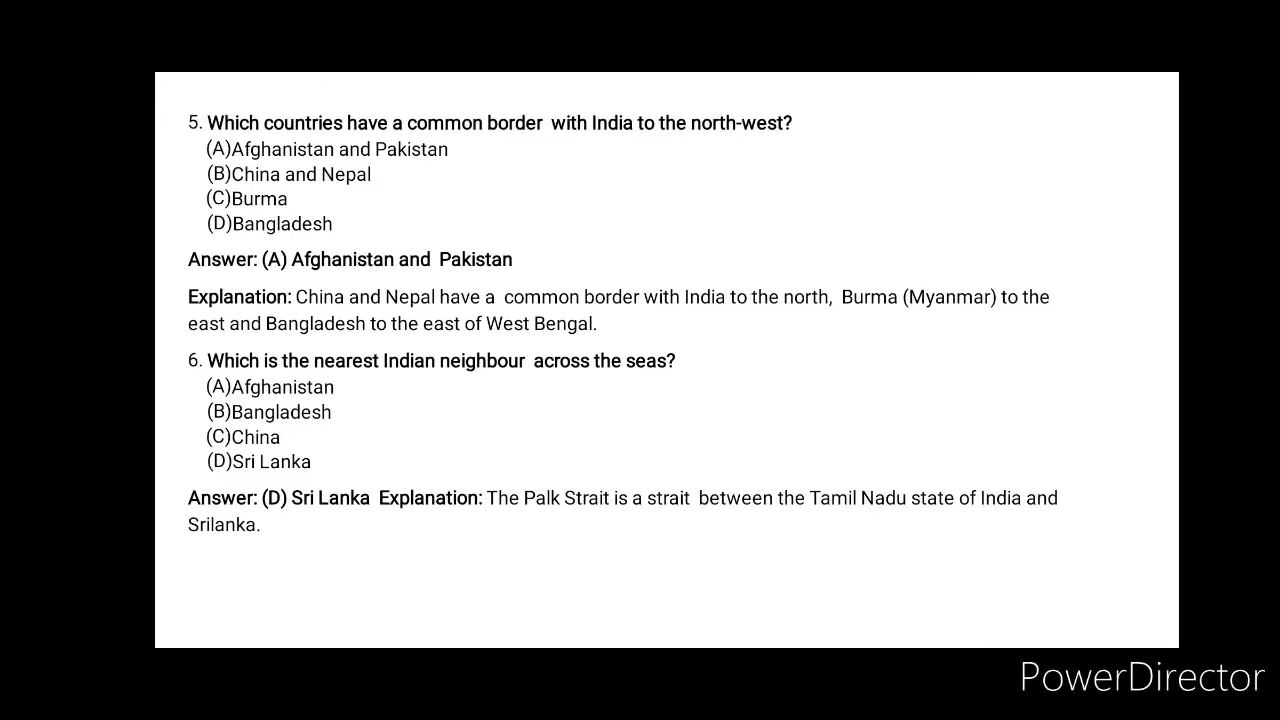 5. Which countries have a common border with India to the north-west?
(A)Afghanistan and Pakistan
(B)China and Nepal
(C)Burma
(D)Bangladesh
Answer: (A) Afghanistan and Pakistan
Explanation: China and Nepal have a common border with India to the north, Burma (Myanmar) to the
east and Bangladesh to the east of West Bengal.
6. Which is the nearest Indian neighbour across the seas?
(A)Afghanistan
(B)Bangladesh
(C)China
(D)Sri Lanka
Answer: (D) Sri Lanka Explanation: The Palk Strait is a strait between the Tamil Nadu state of India and
Srilanka.
PowerDirector